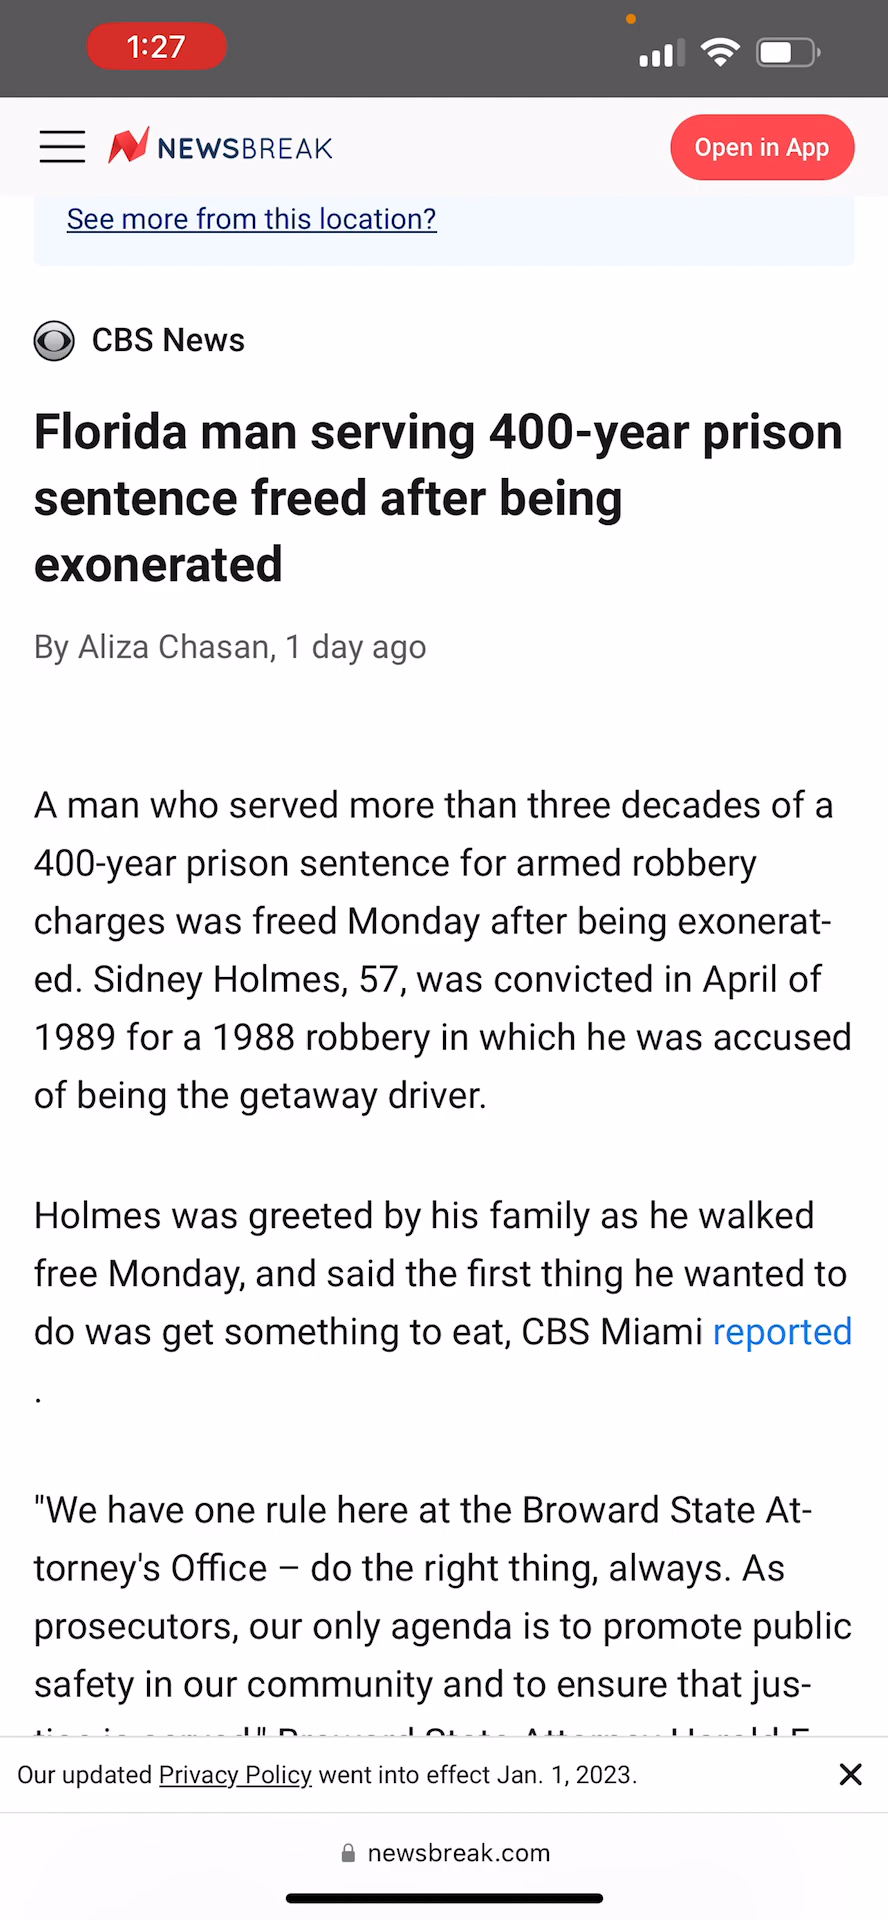 1:27
NEWSBREAK
Open in App
See more from this location?
CBS News
Florida man serving 400-year prison
sentence freed after being
exonerated
By Aliza Chasan, 1 day ago
A man who served more than three decades of a
400-year prison sentence for armed robbery
charges was freed Monday after being exonerat-
ed. Sidney Holmes, 57, was convicted in April of
1989 for a 1988 robbery in which he was accused
of being the getaway driver.
Holmes was greeted by his family as he walked
free Monday, and said the first thing he wanted to
do was get something to eat, CBS Miami reported
.
"We have one rule here at the Broward State At-
torney's Office – do the right thing, always. As
prosecutors, our only agenda is to promote public
safety in our community and to ensure that jus-
Our updated Privacy Policy went into effect Jan. 1, 2023.
newsbreak.com